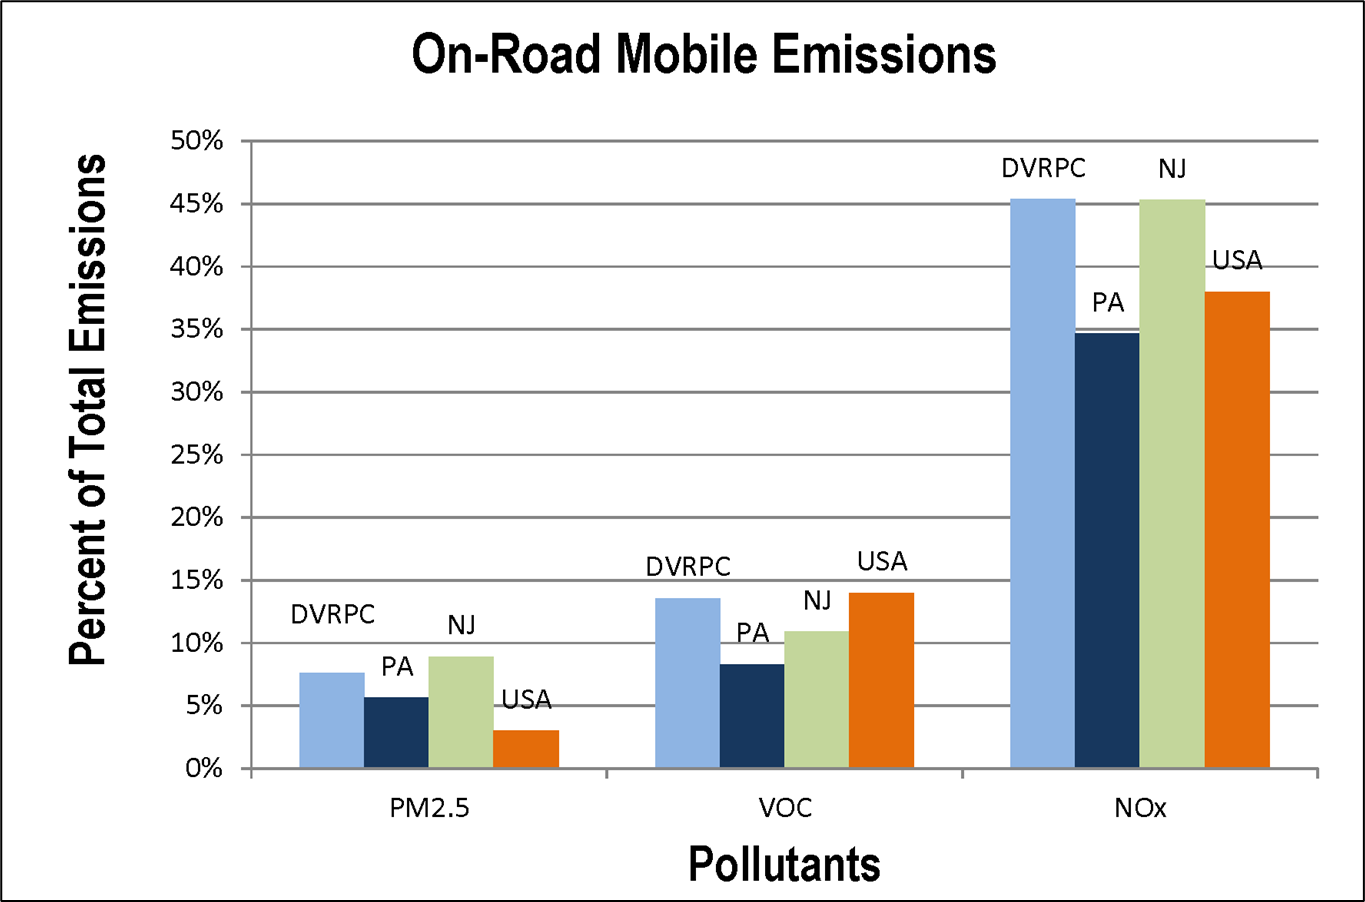 On-Road Mobile Emissions
Percent of Total Emissions
50%
45%
40%
35%
30%
25%
20%
15%
10%
5%
0%
DVRPC
PA
NJ
USA
DVRPC
PA
NJ
USA
DVRPC
PA
NJ
USA
PM2.5
VOC
NOx
Pollutants